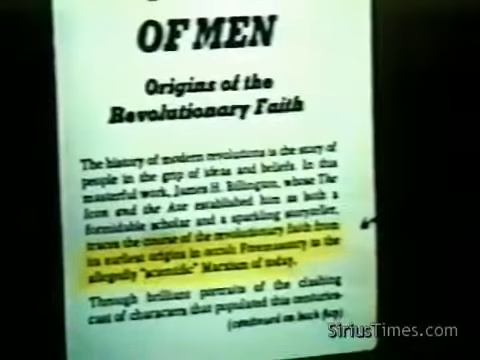 OF MEN
Origins of the
Revolutionary Faith
The history of modern revolutions is the story of
people in the grip of ideas and beliefs. In this
masterful work, James H. Billington, whose The
Icon and the Axe established him as both a
formidable scholar and a sparkling storyteller,
traces the course of the revolutionary faith from
its earliest origins in occult Freemasonry to the
allegedly "scientific" Marxism of today.
Through brilliant portraits of the clashing
cast of characters that populated this centuries-
(continued on back flap)
SiriusTimes.com